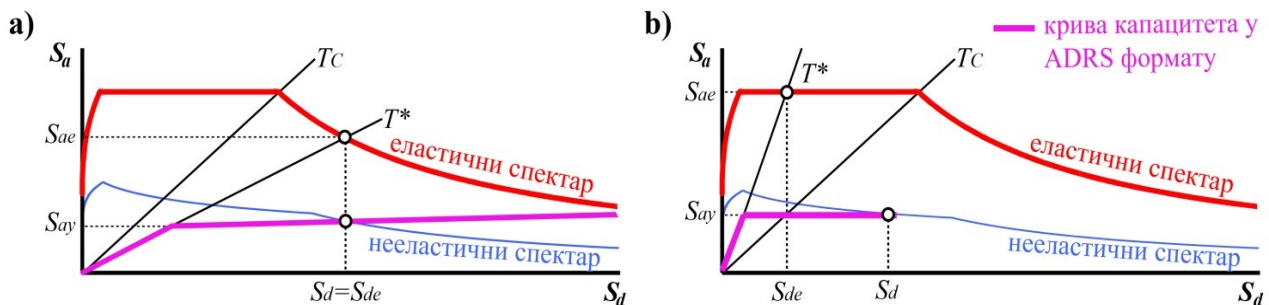 a)
Sa
TC
T*
Sae
еластични спектар
Say
нееластични спектар
Sd=Sde
Sd
b)
крива капацитета у
ADRS формату
Sa
T*
TC
Sae
еластични спектар
Say
нееластични спектар
Sde
Sd
Sd